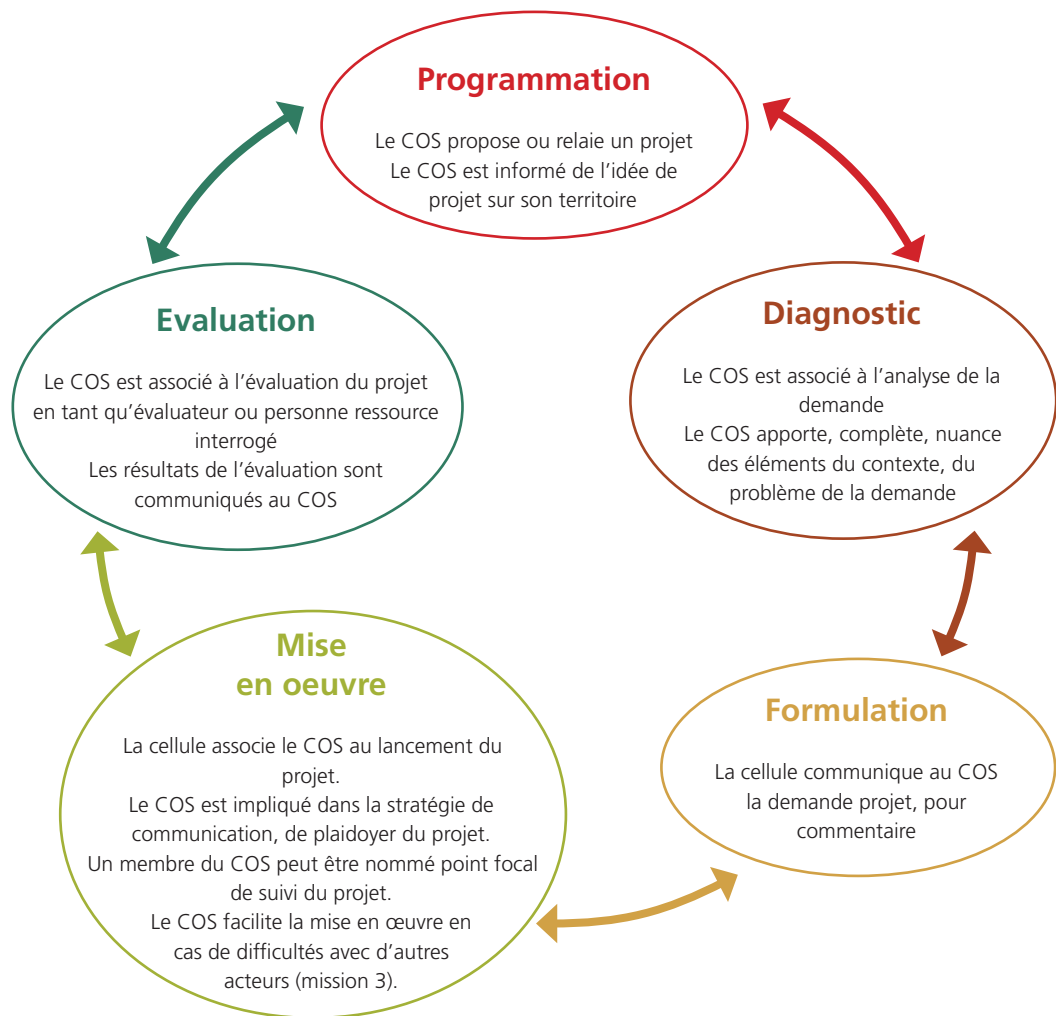 Programmation
Le COS propose ou relaie un projet
Le COS est informé de l’idée de
projet sur son territoire
Diagnostic
Le COS est associé à l’analyse de la
demande
Le COS apporte, complète, nuance
des éléments du contexte, du
problème de la demande
Formulation
La cellule communique au COS
la demande projet, pour
commentaire
Mise
en oeuvre
La cellule associe le COS au lancement du
projet.
Le COS est impliqué dans la stratégie de
communication, de plaidoyer du projet.
Un membre du COS peut être nommé point focal
de suivi du projet.
Le COS facilite la mise en œuvre en
cas de difficultés avec d’autres
acteurs (mission 3).
Evaluation
Le COS est associé à l’évaluation du projet
en tant qu’évaluateur ou personne ressource
interrogé
Les résultats de l’évaluation sont
communiqués au COS